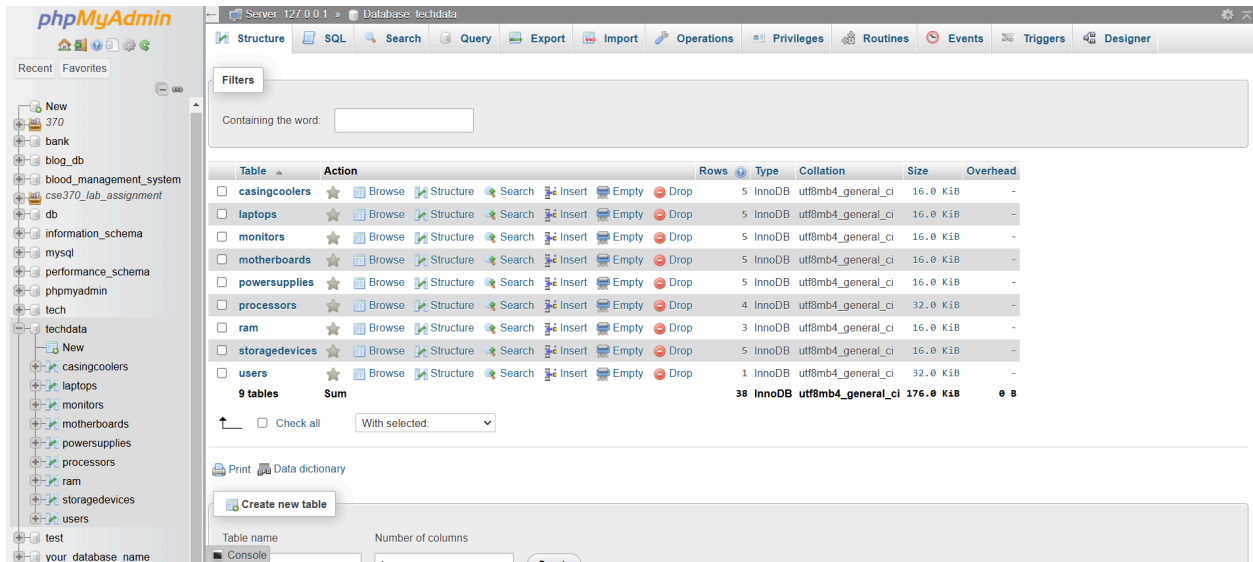 phpMyAdmin
Recent Favorites
New
370
bank
blog_db
blood_management_system
cse370_lab_assignment
db
information_schema
mysql
performance_schema
phpmyadmin
tech
techdata
New
casingcoolers
laptops
monitors
motherboards
powersupplies
processors
ram
storagedevices
users
test
your_database_name
Server: 127.0.0.1 » Database: techdata
Structure SQL Search Query Export Import Operations Privileges Routines Events Triggers Designer
Filters
Containing the word:
Table Action Rows Type Collation Size Overhead
casingcoolers Browse Structure Search Insert Empty Drop 5 InnoDB utf8mb4_general_ci 16.0 KiB -
laptops Browse Structure Search Insert Empty Drop 5 InnoDB utf8mb4_general_ci 16.0 KiB -
monitors Browse Structure Search Insert Empty Drop 5 InnoDB utf8mb4_general_ci 16.0 KiB -
motherboards Browse Structure Search Insert Empty Drop 5 InnoDB utf8mb4_general_ci 16.0 KiB -
powersupplies Browse Structure Search Insert Empty Drop 5 InnoDB utf8mb4_general_ci 16.0 KiB -
processors Browse Structure Search Insert Empty Drop 4 InnoDB utf8mb4_general_ci 32.0 KiB -
ram Browse Structure Search Insert Empty Drop 3 InnoDB utf8mb4_general_ci 16.0 KiB -
storagedevices Browse Structure Search Insert Empty Drop 5 InnoDB utf8mb4_general_ci 16.0 KiB -
users Browse Structure Search Insert Empty Drop 1 InnoDB utf8mb4_general_ci 32.0 KiB -
9 tables Sum 38 InnoDB utf8mb4_general_ci 176.0 KiB 0 B
Check all With selected:
Print Data dictionary
Create new table
Table name Number of columns
Console